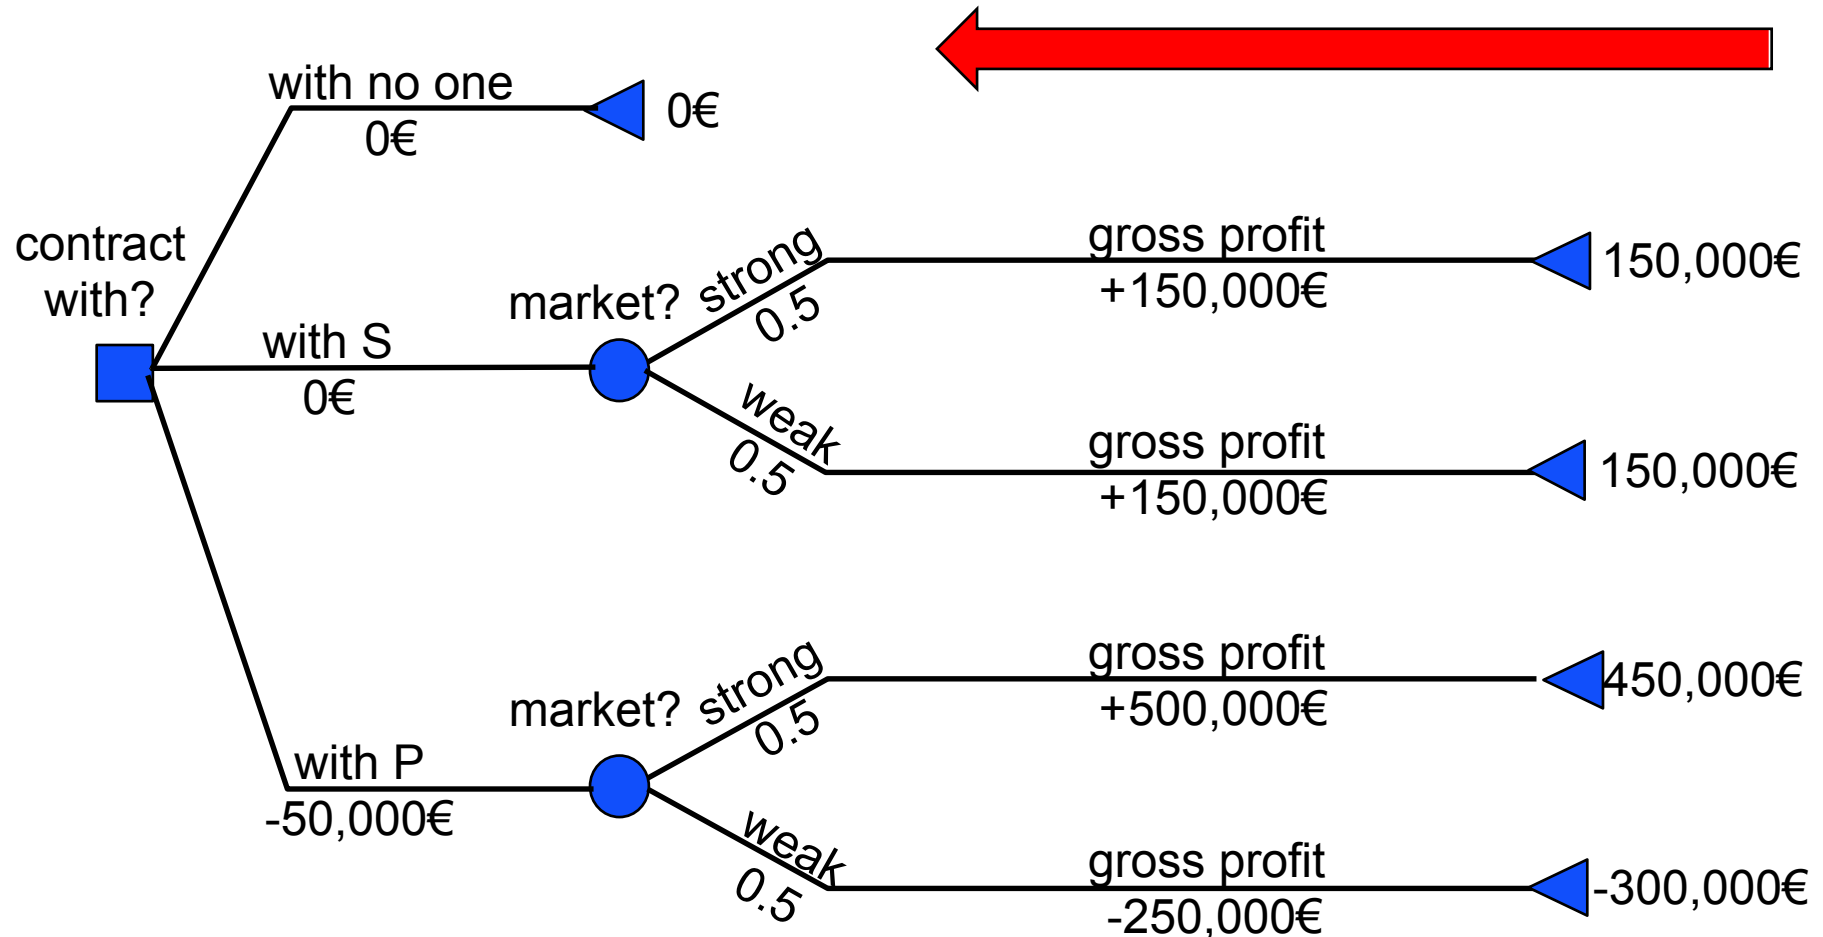 with no one
0€
0€
contract
with?
with S
0€
market?
strong
0.5
gross profit
+150,000€
150,000€
weak
0.5
gross profit
+150,000€
150,000€
with P
-50,000€
market?
strong
0.5
gross profit
+500,000€
450,000€
weak
0.5
gross profit
-250,000€
-300,000€